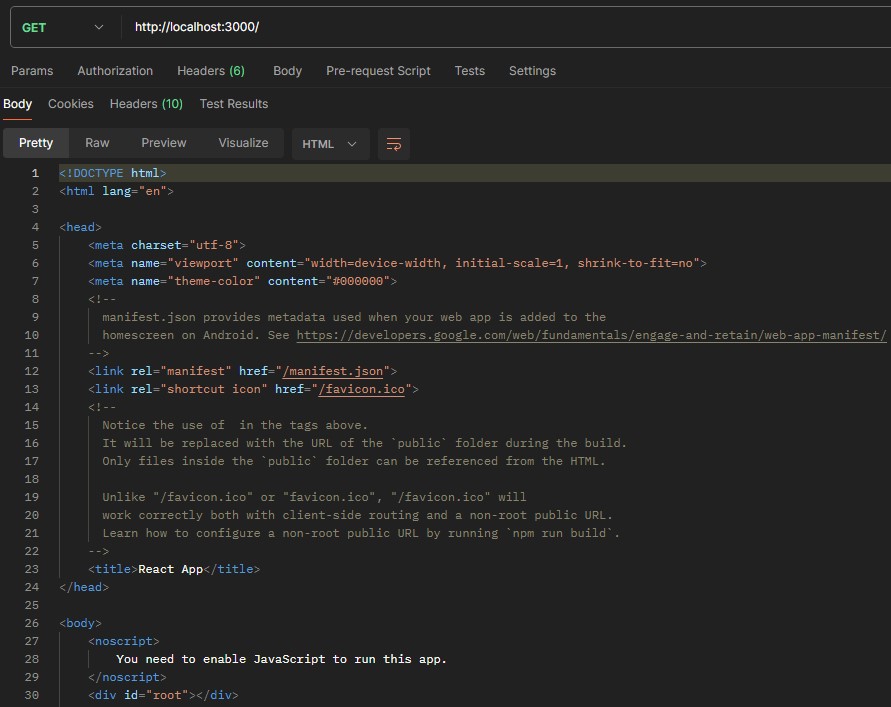 GET http://localhost:3000/
Params Authorization Headers (6) Body Pre-request Script Tests Settings
Body Cookies Headers (10) Test Results
Pretty Raw Preview Visualize HTML
1 <!DOCTYPE html>
2 <html lang="en">
3
4 <head>
5 <meta charset="utf-8">
6 <meta name="viewport" content="width=device-width, initial-scale=1, shrink-to-fit=no">
7 <meta name="theme-color" content="#000000">
8 <!--
9 manifest.json provides metadata used when your web app is added to the
10 homescreen on Android. See https://developers.google.com/web/fundamentals/engage-and-retain/web-app-manifest/
11 -->
12 <link rel="manifest" href="/manifest.json">
13 <link rel="shortcut icon" href="/favicon.ico">
14 <!--
15 Notice the use of  in the tags above.
16 It will be replaced with the URL of the `public` folder during the build.
17 Only files inside the `public` folder can be referenced from the HTML.
18
19 Unlike "/favicon.ico" or "favicon.ico", "/favicon.ico" will
20 work correctly both with client-side routing and a non-root public URL.
21 Learn how to configure a non-root public URL by running `npm run build`.
22 -->
23 <title>React App</title>
24 </head>
25
26 <body>
27 <noscript>
28 You need to enable JavaScript to run this app.
29 </noscript>
30 <div id="root"></div>